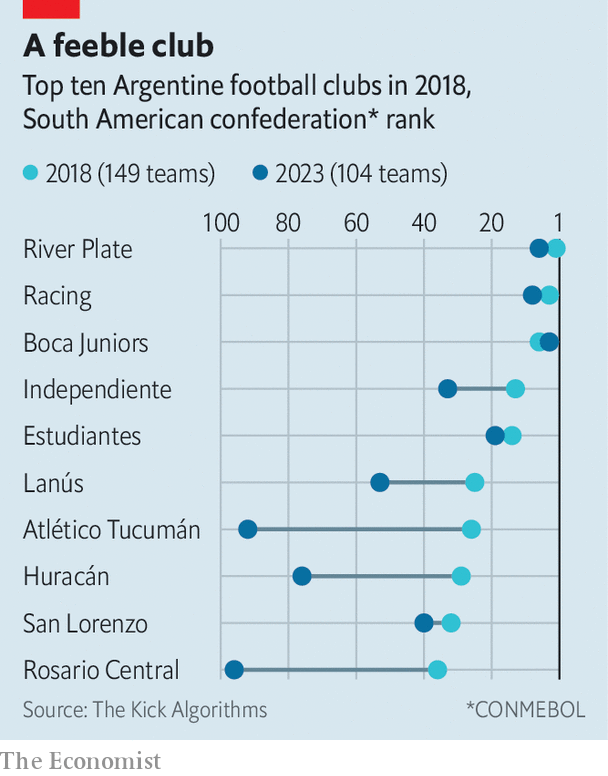 A feeble club
Top ten Argentine football clubs in 2018,
South American confederation* rank
2018 (149 teams) 2023 (104 teams)
100 80 60 40 20 1
River Plate
Racing
Boca Juniors
Independiente
Estudiantes
Lanús
Atlético Tucumán
Huracán
San Lorenzo
Rosario Central
Source: The Kick Algorithms *CONMEBOL
The Economist